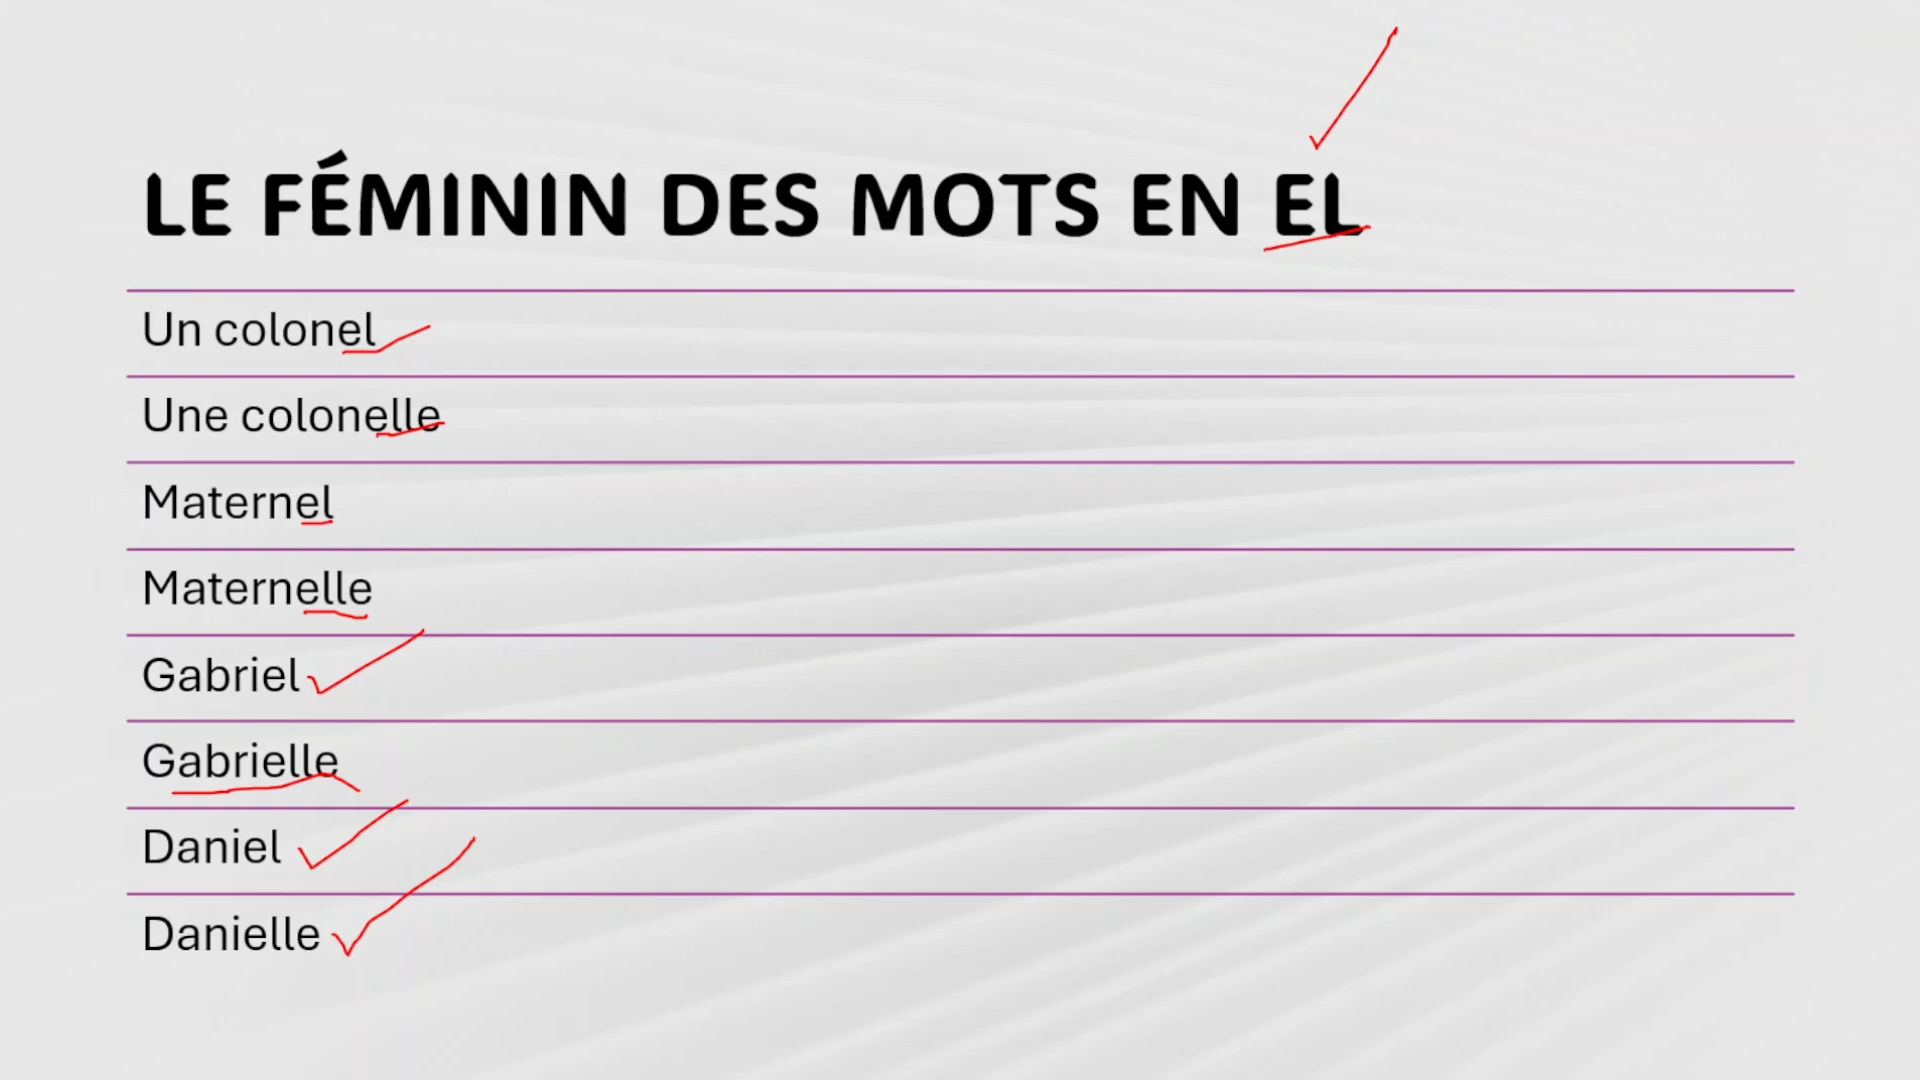 LE FÉMININ DES MOTS EN EL
Un colonel
Une colonelle
Maternel
Maternelle
Gabriel
Gabrielle
Daniel
Danielle